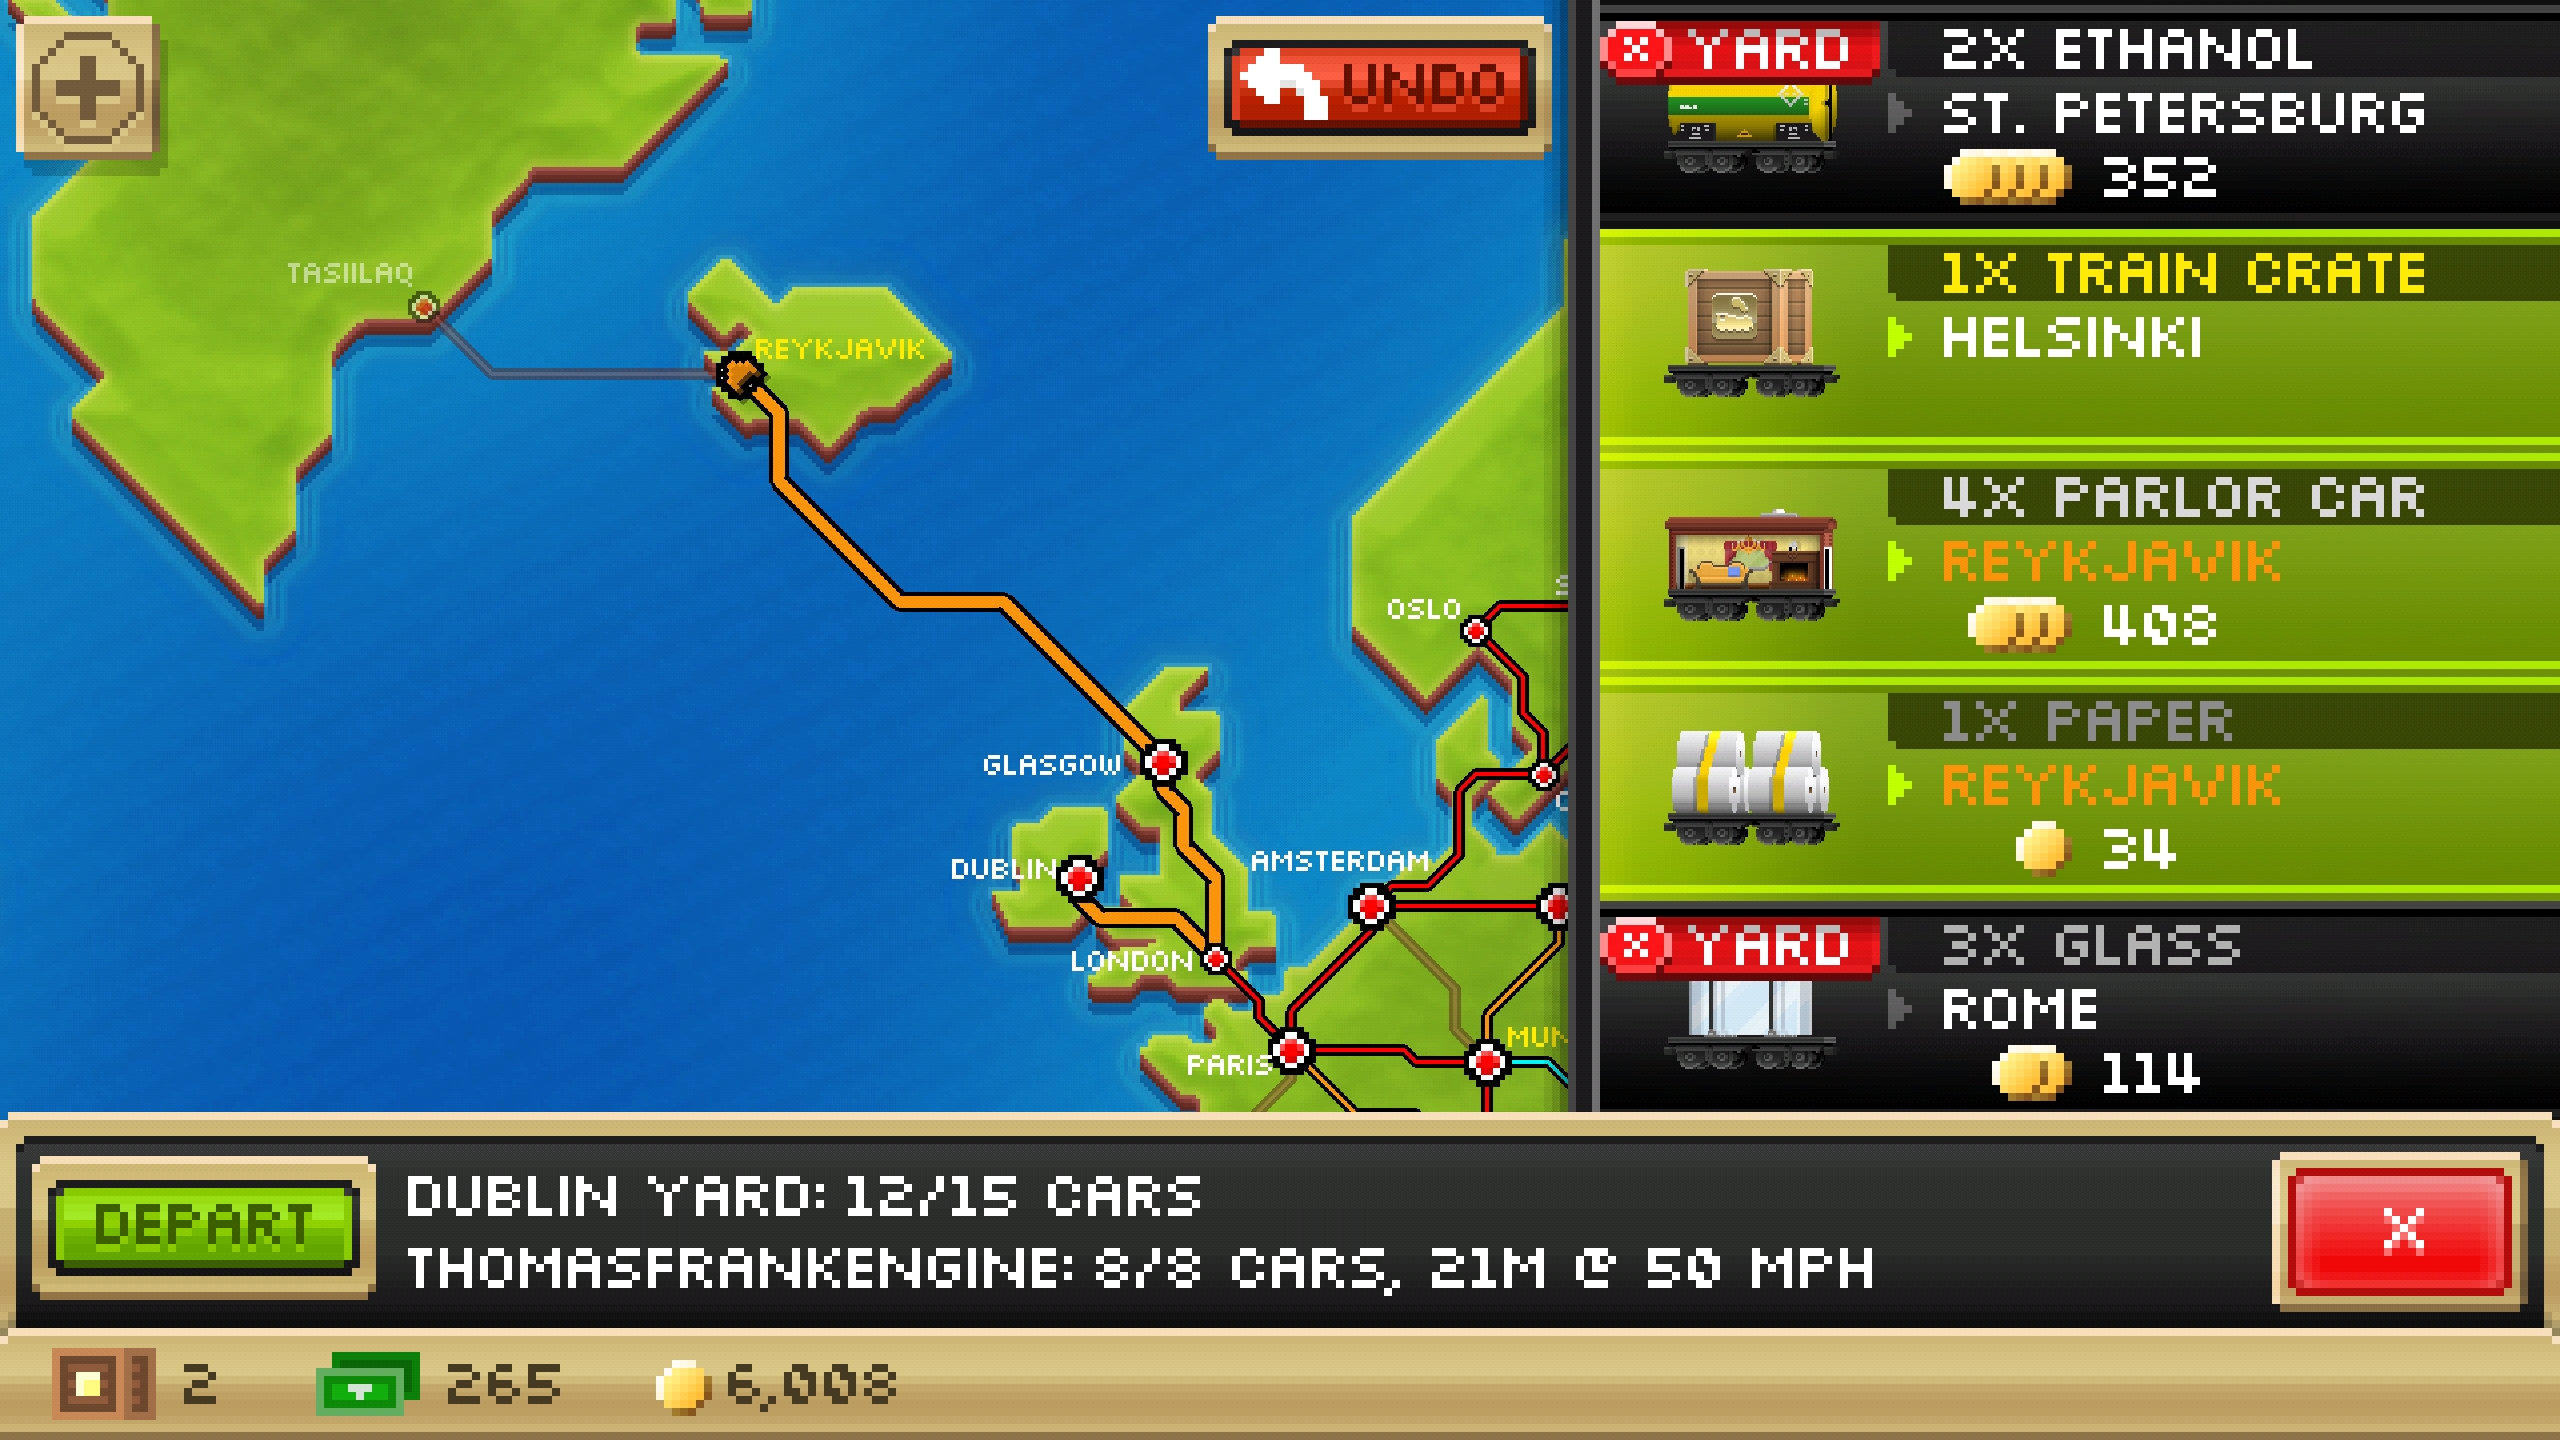 UNDO
TASIILAQ
REYKJAVIK
OSLO
GLASGOW
DUBLIN
AMSTERDAM
LONDON
PARIS
MUN
YARD
2X ETHANOL
ST. PETERSBURG
352
1X TRAIN CRATE
HELSINKI
4X PARLOR CAR
REYKJAVIK
408
1X PAPER
REYKJAVIK
34
YARD
3X GLASS
ROME
114
DEPART
DUBLIN YARD: 12/15 CARS
THOMASFRANKENGINE: 8/8 CARS, 21M @ 50 MPH
X
2
265
6,008